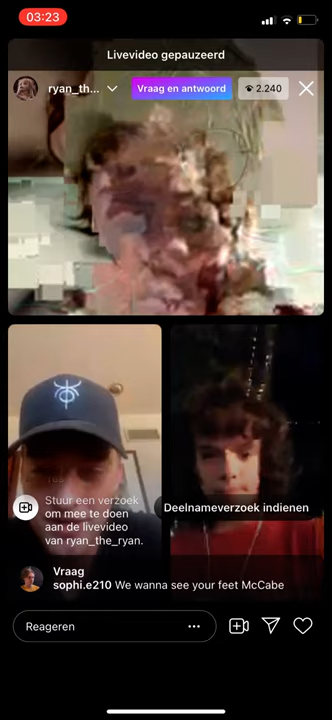 03:23
Livevideo gepauzeerd
ryan_th...
Vraag en antwoord
2.240
Stuur een verzoek
om mee te doen
aan de livevideo
van ryan_the_ryan.
Deelnameverzoek indienen
Vraag
sophi.e210 We wanna see your feet McCabe
Reageren